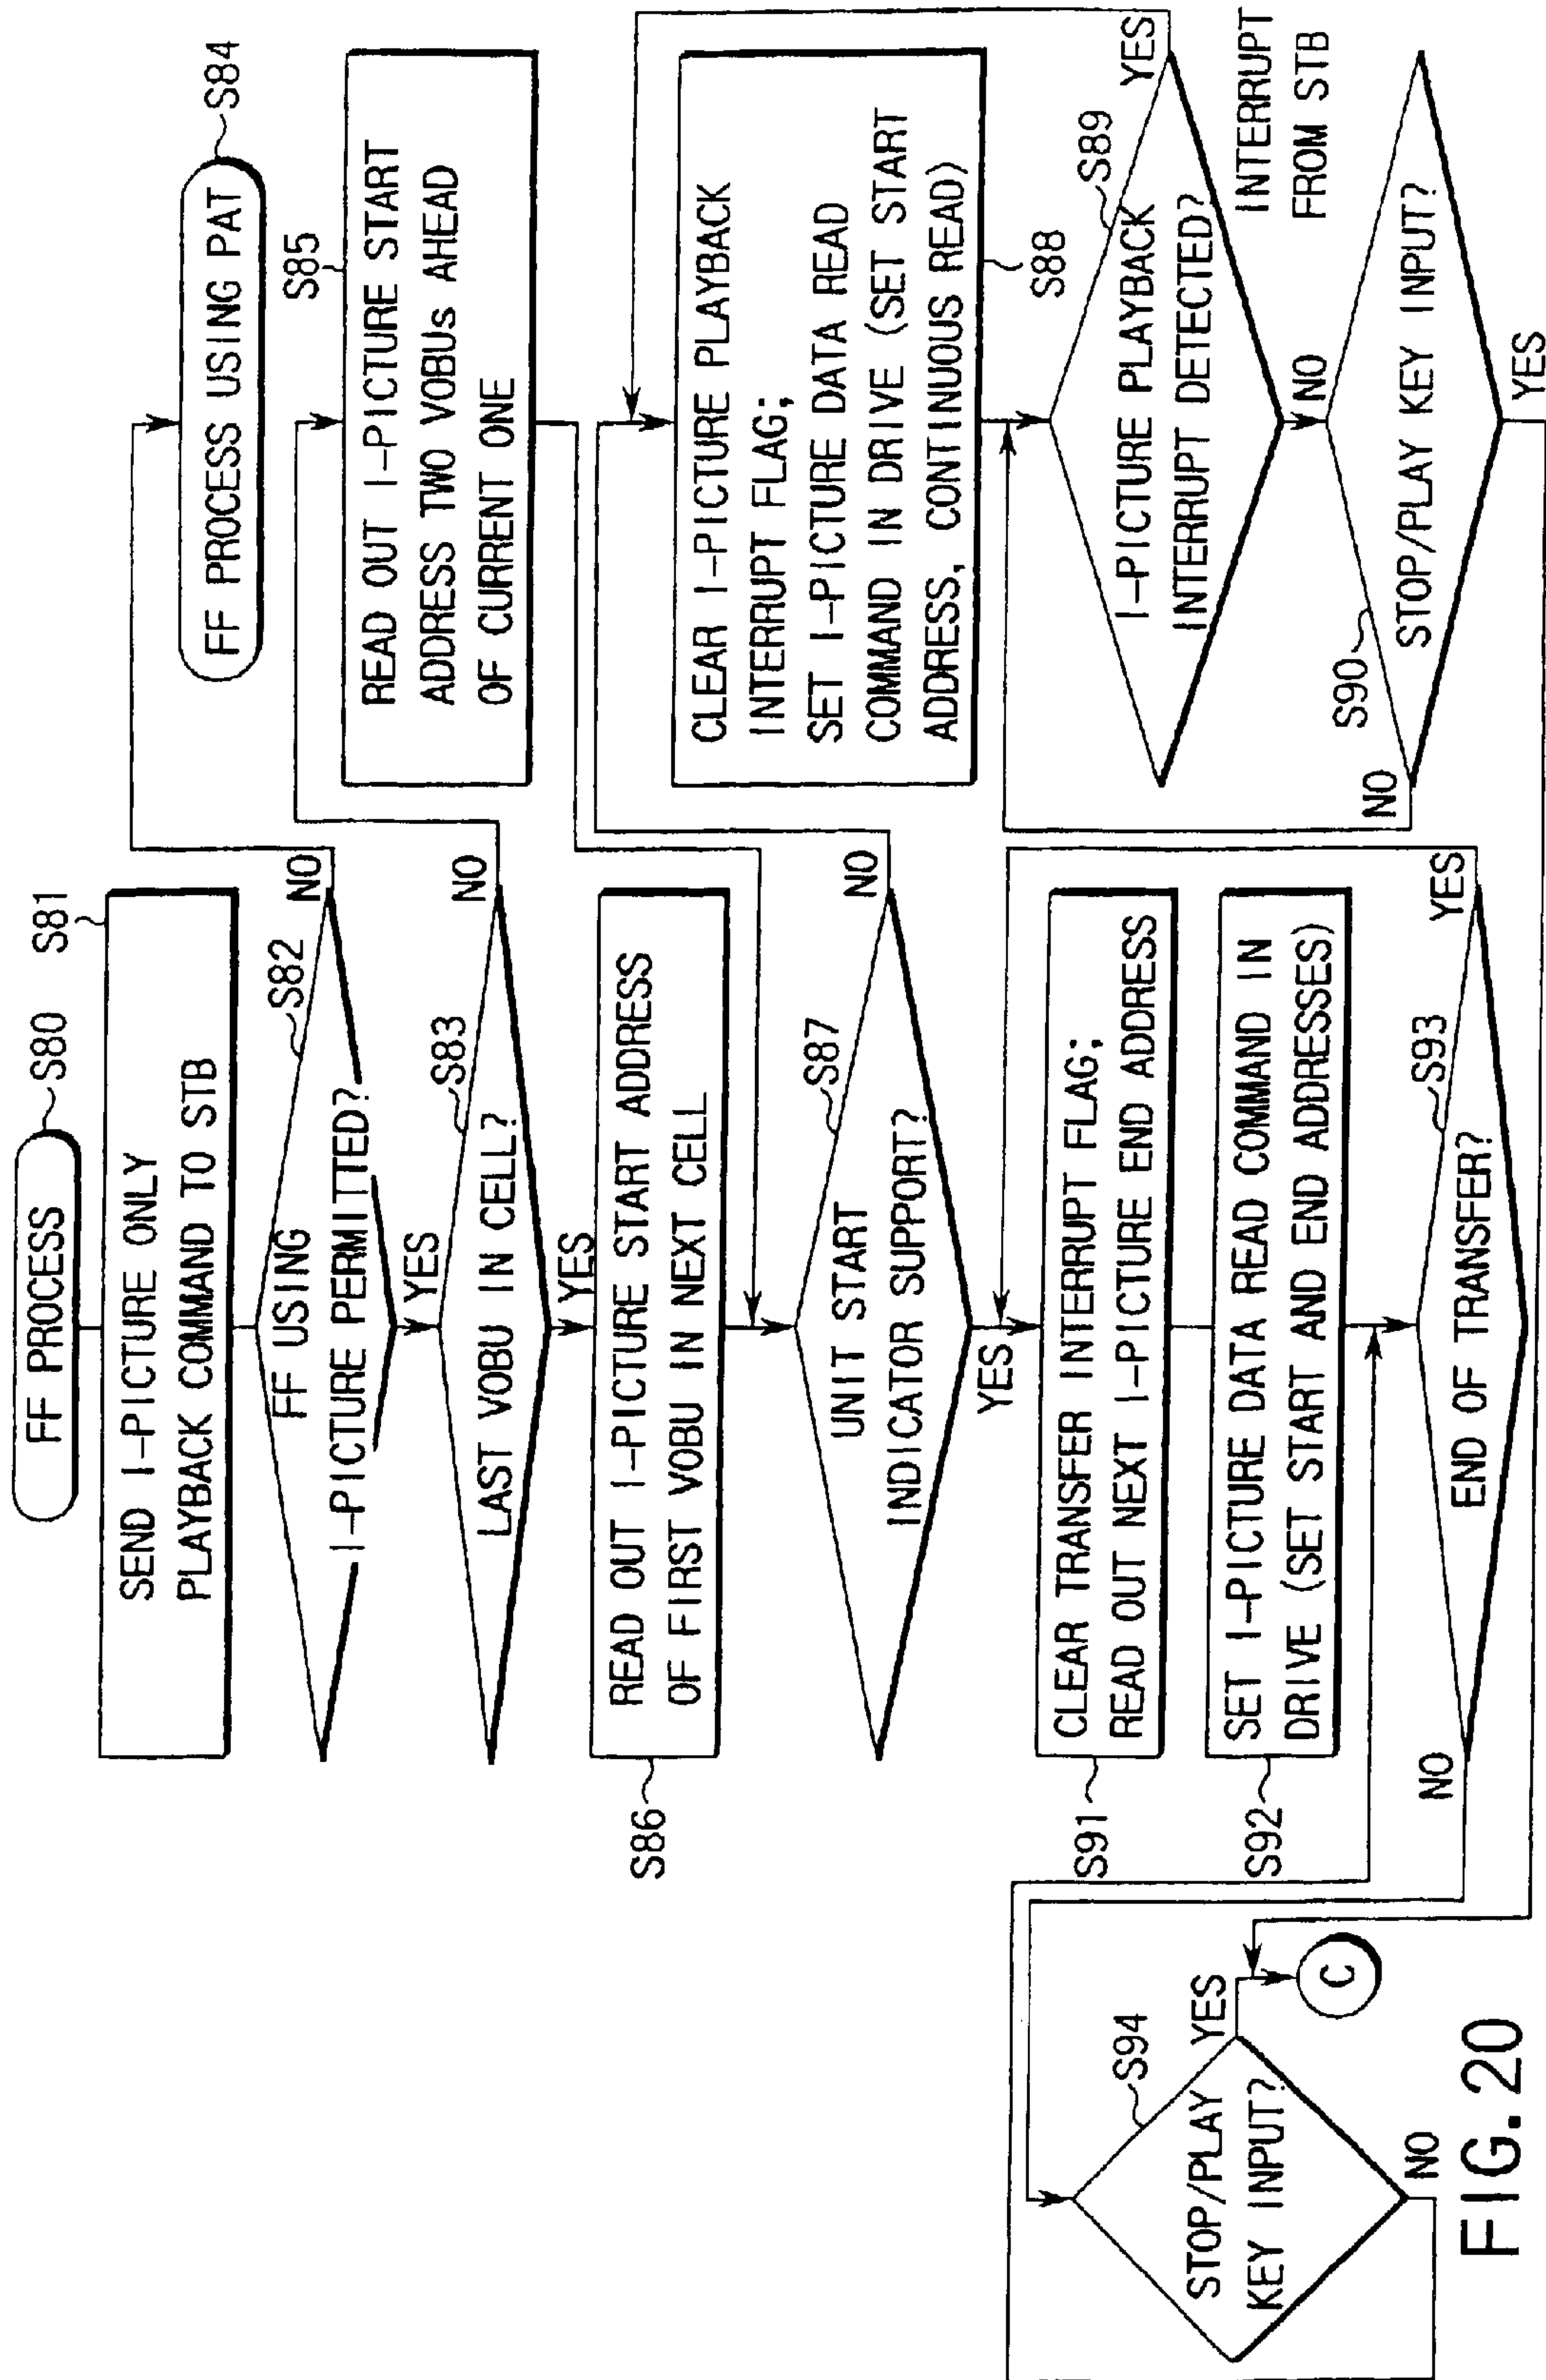 FF PROCESS
S80
S81
SEND I-PICTURE ONLY
PLAYBACK COMMAND TO STB
S82
FF USING
I-PICTURE PERMITTED?
NO
YES
FF PROCESS USING PAT
S84
S83
LAST VOBU IN CELL?
NO
YES
S85
READ OUT I-PICTURE START
ADDRESS TWO VOBUs AHEAD
OF CURRENT ONE
S86
READ OUT I-PICTURE START ADDRESS
OF FIRST VOBU IN NEXT CELL
S87
UNIT START
INDICATOR SUPPORT?
NO
YES
CLEAR I-PICTURE PLAYBACK
INTERRUPT FLAG;
SET I-PICTURE DATA READ
COMMAND IN DRIVE (SET START
ADDRESS, CONTINUOUS READ)
S88
S89
I-PICTURE PLAYBACK
INTERRUPT DETECTED?
YES
NO
INTERRUPT
FROM STB
S90
STOP/PLAY KEY INPUT?
NO
YES
S91
CLEAR TRANSFER INTERRUPT FLAG;
READ OUT NEXT I-PICTURE END ADDRESS
S92
SET I-PICTURE DATA READ COMMAND IN
DRIVE (SET START AND END ADDRESSES)
S93
END OF TRANSFER?
YES
NO
S94
STOP/PLAY
KEY INPUT?
YES
NO
C
FIG. 20